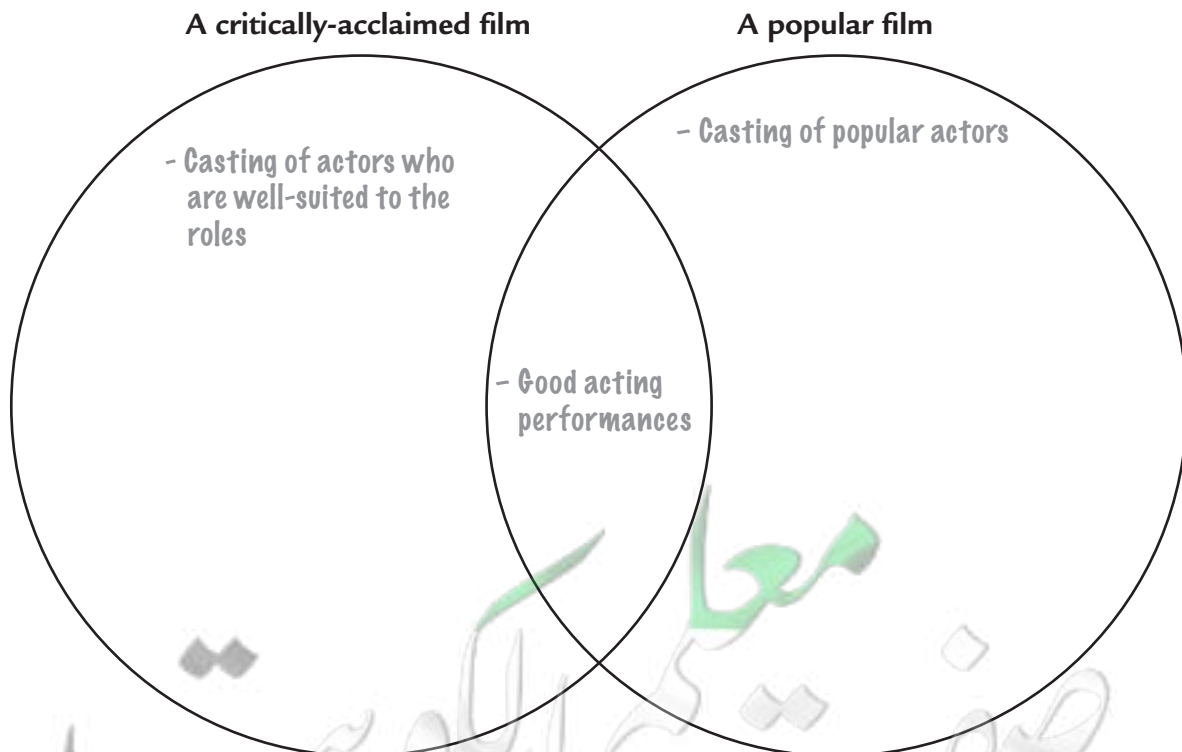 A critically-acclaimed film
A popular film
- Casting of actors who
are well-suited to the
roles
– Casting of popular actors
– Good acting
performances